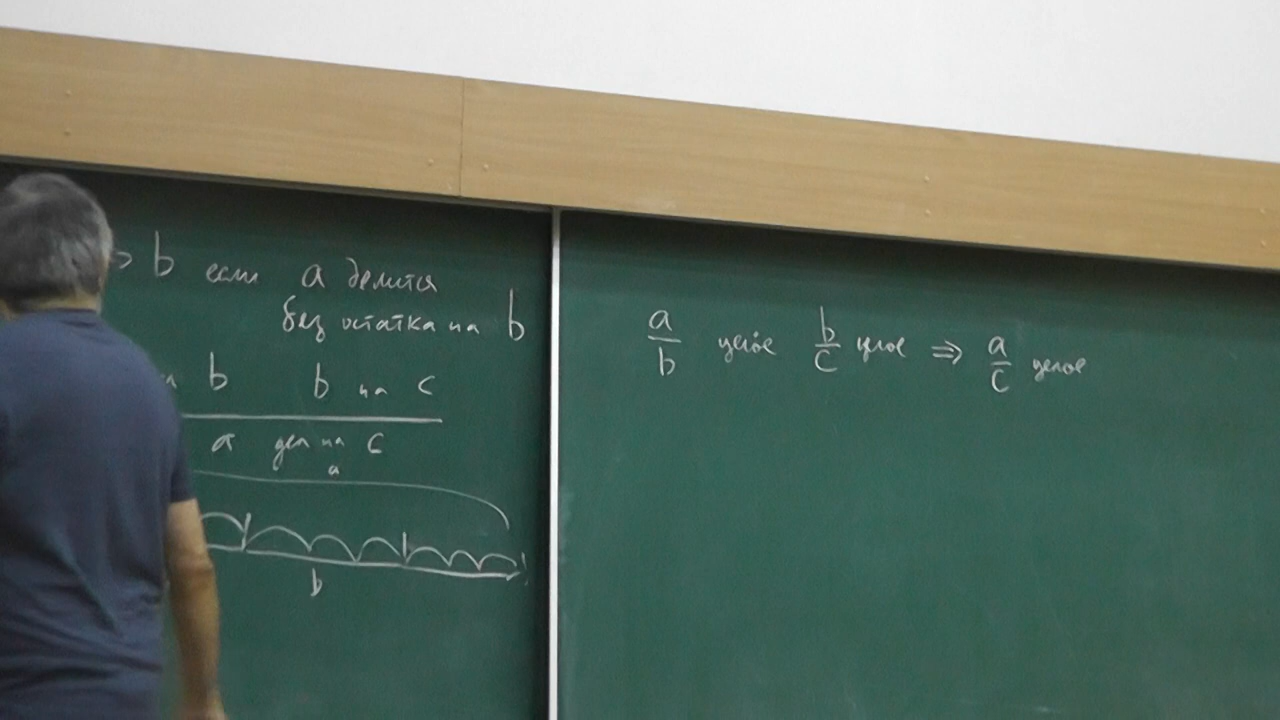 b если a делится
без остатка на b
b b на c
a дел на c
a
b
a/b целое b/c целое ⇒ a/c целое